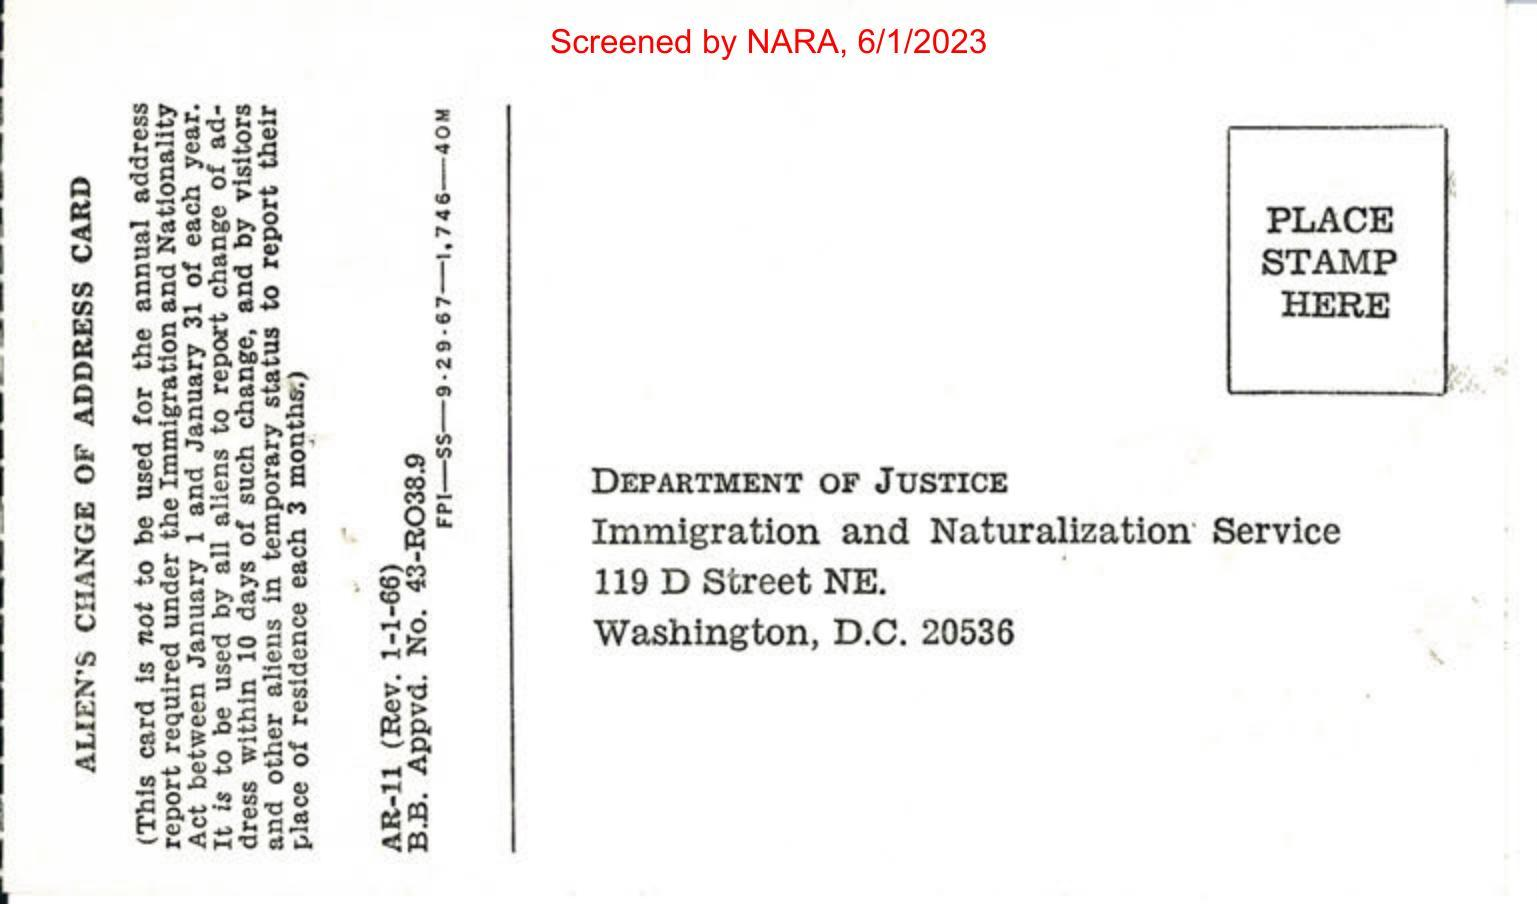 Screened by NARA, 6/1/2023
ALIEN'S CHANGE OF ADDRESS CARD
(This card is not to be used for the annual address
report required under the Immigration and Nationality
Act between January 1 and January 31 of each year.
It is to be used by all aliens to report change of ad-
dress within 10 days of such change, and by visitors
and other aliens in temporary status to report their
place of residence each 3 months.)
AR-11 (Rev. 1-1-66)
B.B. Appvd. No. 43-RO38.9
FPI—SS—9-29-67—1,746—40M
PLACE
STAMP
HERE
DEPARTMENT OF JUSTICE
Immigration and Naturalization Service
119 D Street NE.
Washington, D.C. 20536